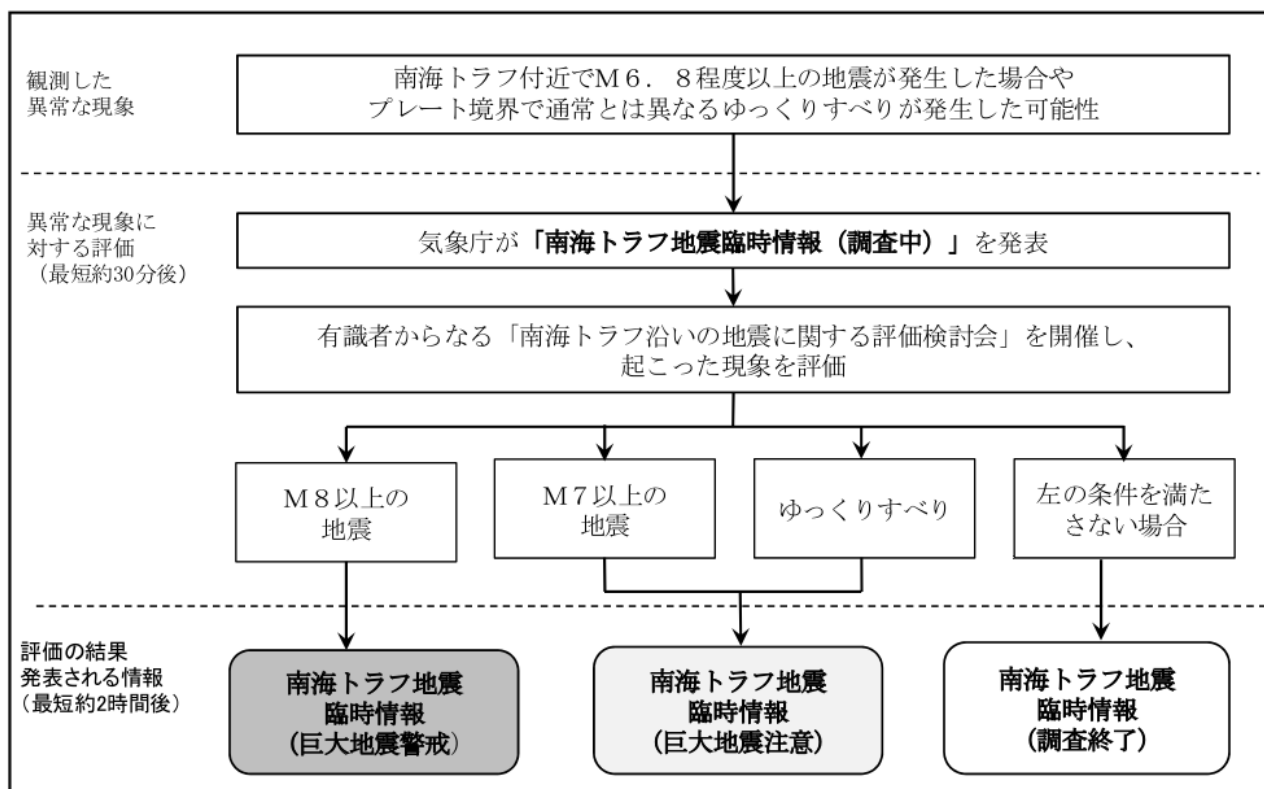 観測した
異常な現象
南海トラフ付近でM6．8程度以上の地震が発生した場合や
プレート境界で通常とは異なるゆっくりすべりが発生した可能性
異常な現象に
対する評価
（最短約30分後）
気象庁が「南海トラフ地震臨時情報（調査中）」を発表
有識者からなる「南海トラフ沿いの地震に関する評価検討会」を開催し、
起こった現象を評価
M8以上の
地震
M7以上の
地震
ゆっくりすべり
左の条件を満た
さない場合
評価の結果
発表される情報
（最短約2時間後）
南海トラフ地震
臨時情報
（巨大地震警戒）
南海トラフ地震
臨時情報
（巨大地震注意）
南海トラフ地震
臨時情報
（調査終了）